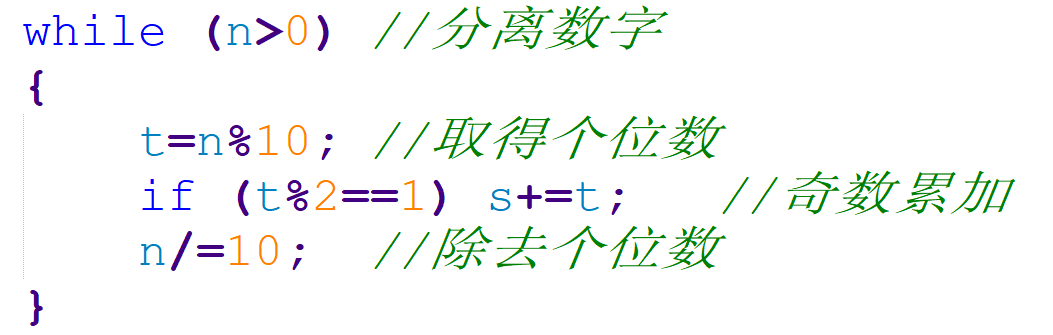 while (n>0) //分离数字
{
t=n%10; //取得个位数
if (t%2==1) s+=t; //奇数累加
n/=10; //除去个位数
}